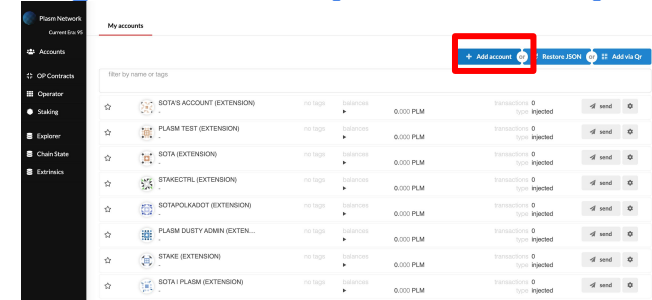 Plasm Network
Current Era: 95
Accounts
OP Contracts
Operator
Staking
Explorer
Chain State
Extrinsics
My accounts
Add account or Restore JSON or Add via Qr
filter by name or tags
SOTA'S ACCOUNT (EXTENSION) no tags balances transactions 0 send
- 0.000 PLM type injected
PLASM TEST (EXTENSION) no tags balances transactions 0 send
- 0.000 PLM type injected
SOTA (EXTENSION) no tags balances transactions 0 send
- 0.000 PLM type injected
STAKECTRL (EXTENSION) no tags balances transactions 0 send
- 0.000 PLM type injected
SOTAPOLKADOT (EXTENSION) no tags balances transactions 0 send
- 0.000 PLM type injected
PLASM DUSTY ADMIN (EXTEN... no tags balances transactions 0 send
- 0.000 PLM type injected
STAKE (EXTENSION) no tags balances transactions 0 send
- 0.000 PLM type injected
SOTA I PLASM (EXTENSION) no tags balances transactions 0 send
- 0.000 PLM type injected